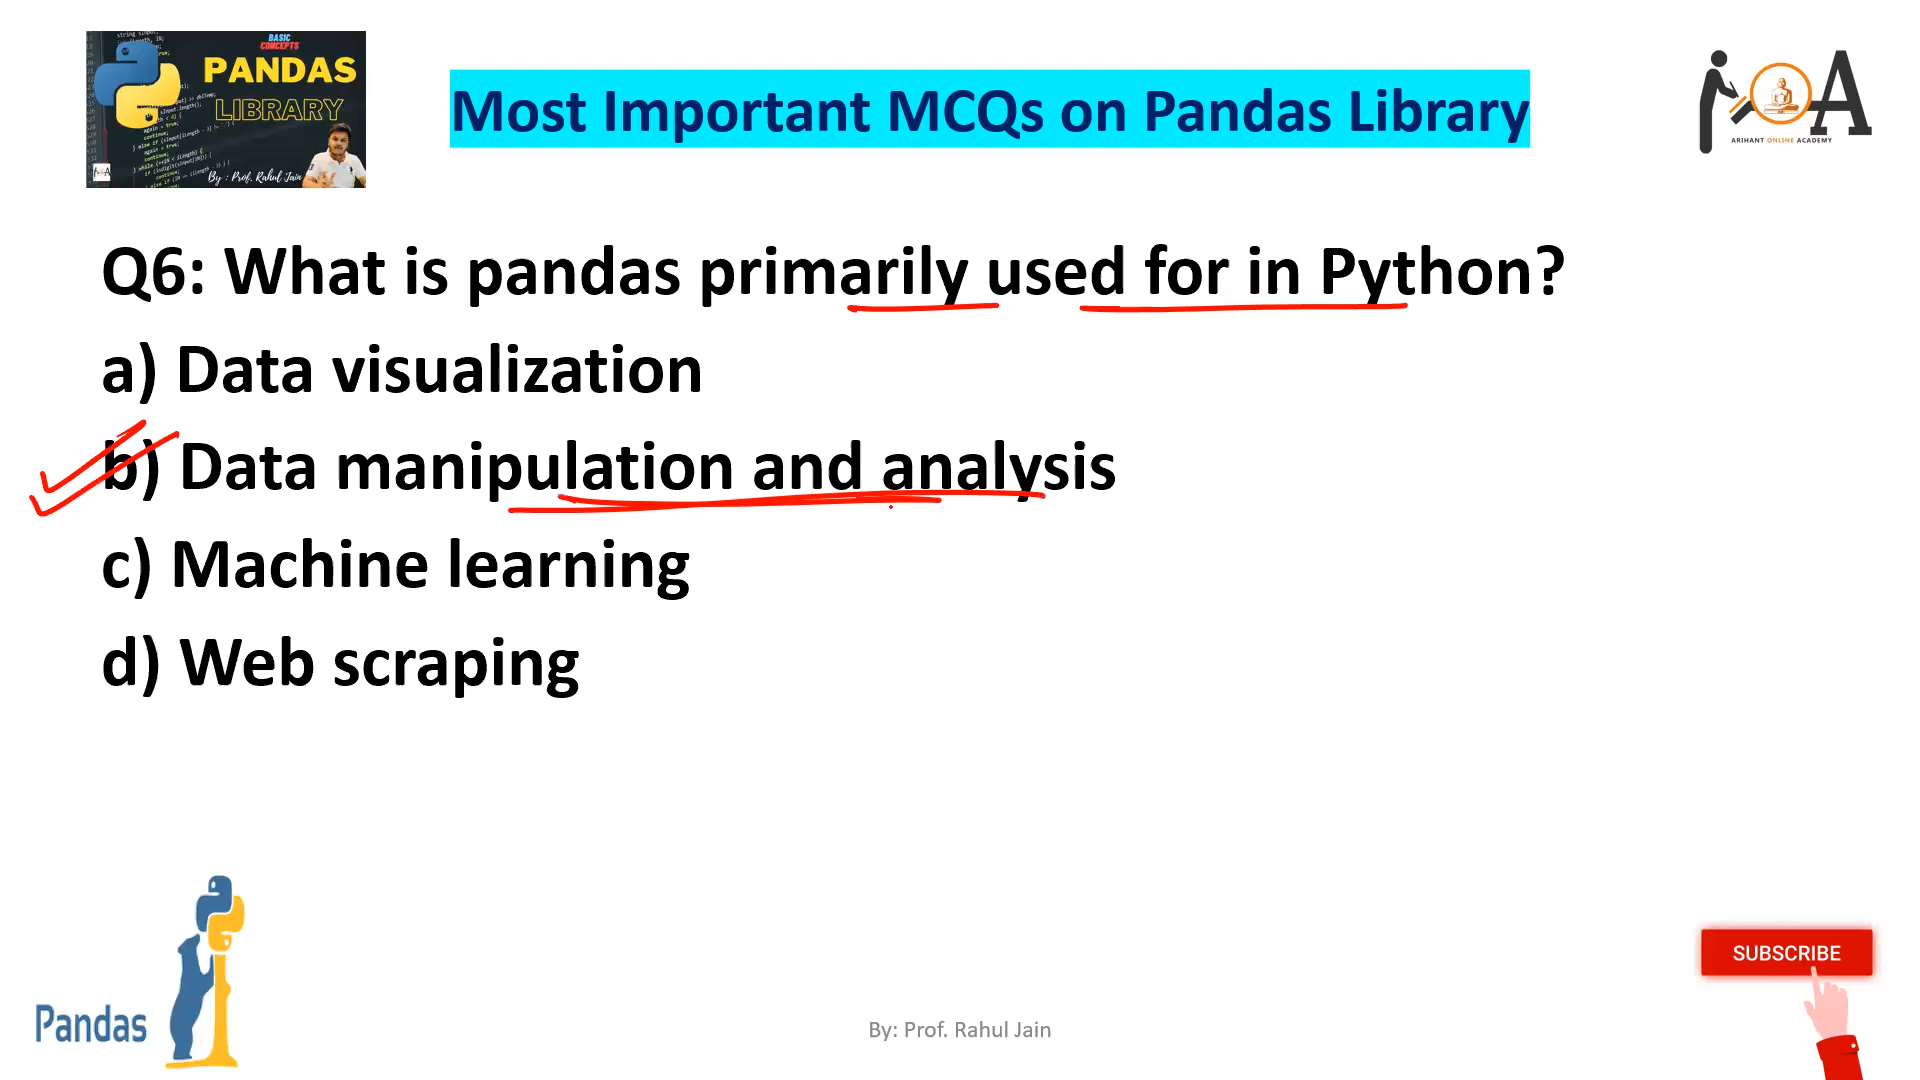 BASIC
CONCEPTS
PANDAS
LIBRARY
By : Prof. Rahul Jain
Most Important MCQs on Pandas Library
ARIHANT ONLINE ACADEMY
Q6: What is pandas primarily used for in Python?
a) Data visualization
b) Data manipulation and analysis
c) Machine learning
d) Web scraping
Pandas
By: Prof. Rahul Jain
SUBSCRIBE